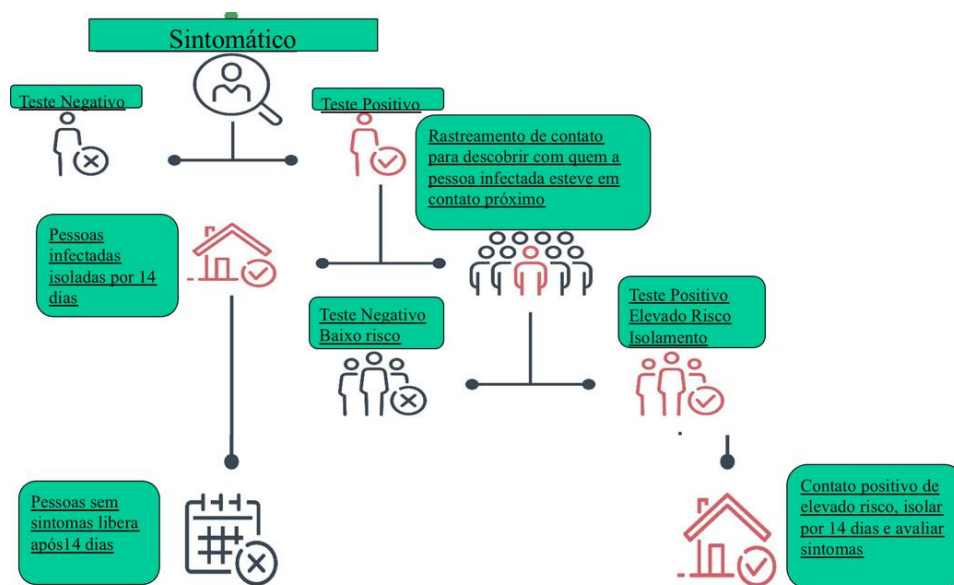 Sintomático
Teste Negativo
Teste Positivo
Rastreamento de contato
para descobrir com quem a
pessoa infectada esteve em
contato próximo
Pessoas
infectadas
isoladas por 14
dias
Teste Negativo
Baixo risco
Teste Positivo
Elevado Risco
Isolamento
Pessoas sem
sintomas libera
após14 dias
Contato positivo de
elevado risco, isolar
por 14 dias e avaliar
sintomas